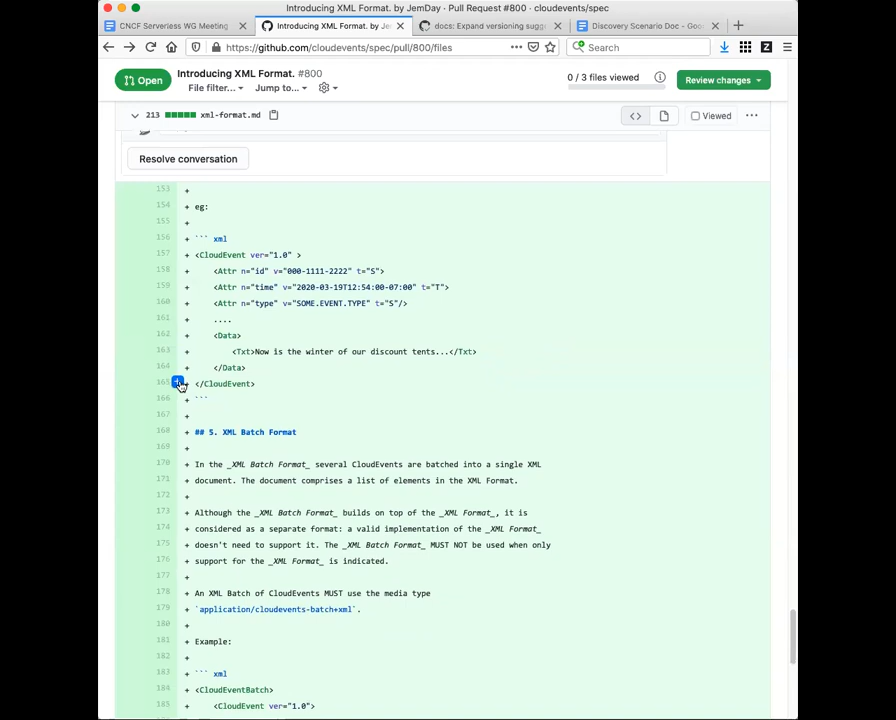 Introducing XML Format. by JemDay · Pull Request #800 · cloudevents/spec
CNCF Serverless WG Meeting
Introducing XML Format. by Je
docs: Expand versioning sugg
Discovery Scenario Doc - Goo
https://github.com/cloudevents/spec/pull/800/files
Search
Open
Introducing XML Format. #800
File filter...
Jump to...
0 / 3 files viewed
Review changes
213
xml-format.md
Viewed
Resolve conversation
153 +
154 + eg:
155 +
156 + ``` xml
157 + <CloudEvent ver="1.0" >
158 + <Attr n="id" v="000-1111-2222" t="S">
159 + <Attr n="time" v="2020-03-19T12:54:00-07:00" t="T">
160 + <Attr n="type" v="SOME.EVENT.TYPE" t="S"/>
161 + ....
162 + <Data>
163 + <Txt>Now is the winter of our discount tents...</Txt>
164 + </Data>
165 + </CloudEvent>
166 + ```
167 +
168 + ## 5. XML Batch Format
169 +
170 + In the _XML Batch Format_ several CloudEvents are batched into a single XML
171 + document. The document comprises a list of elements in the XML Format.
172 +
173 + Although the _XML Batch Format_ builds on top of the _XML Format_, it is
174 + considered as a separate format: a valid implementation of the _XML Format_
175 + doesn't need to support it. The _XML Batch Format_ MUST NOT be used when only
176 + support for the _XML Format_ is indicated.
177 +
178 + An XML Batch of CloudEvents MUST use the media type
179 + `application/cloudevents-batch+xml`.
180 +
181 + Example:
182 +
183 + ``` xml
184 + <CloudEventBatch>
185 + <CloudEvent ver="1.0">